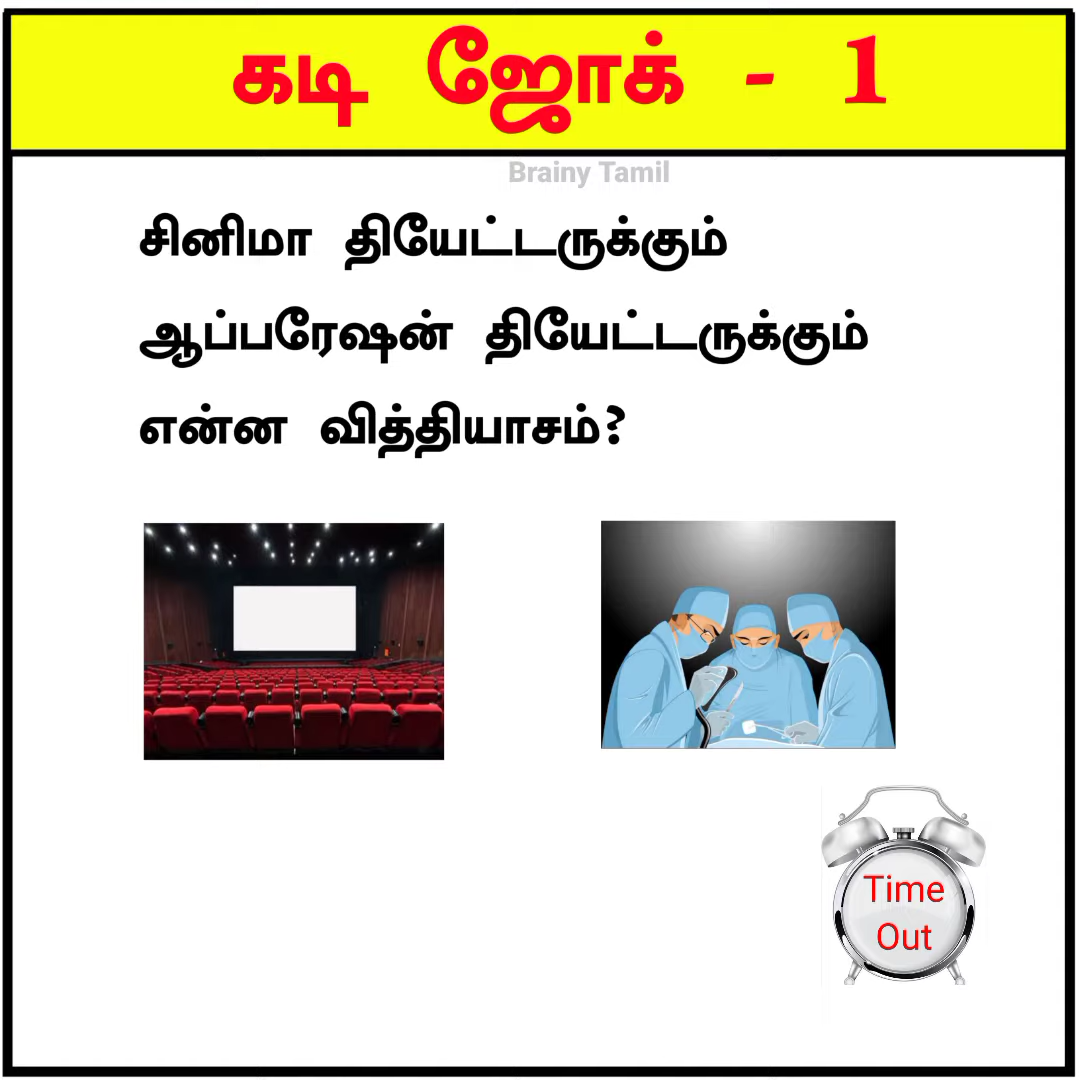 கடி ஜோக் - 1
Brainy Tamil
சினிமா தியேட்டருக்கும்
ஆப்பரேஷன் தியேட்டருக்கும்
என்ன வித்தியாசம்?
Time
Out